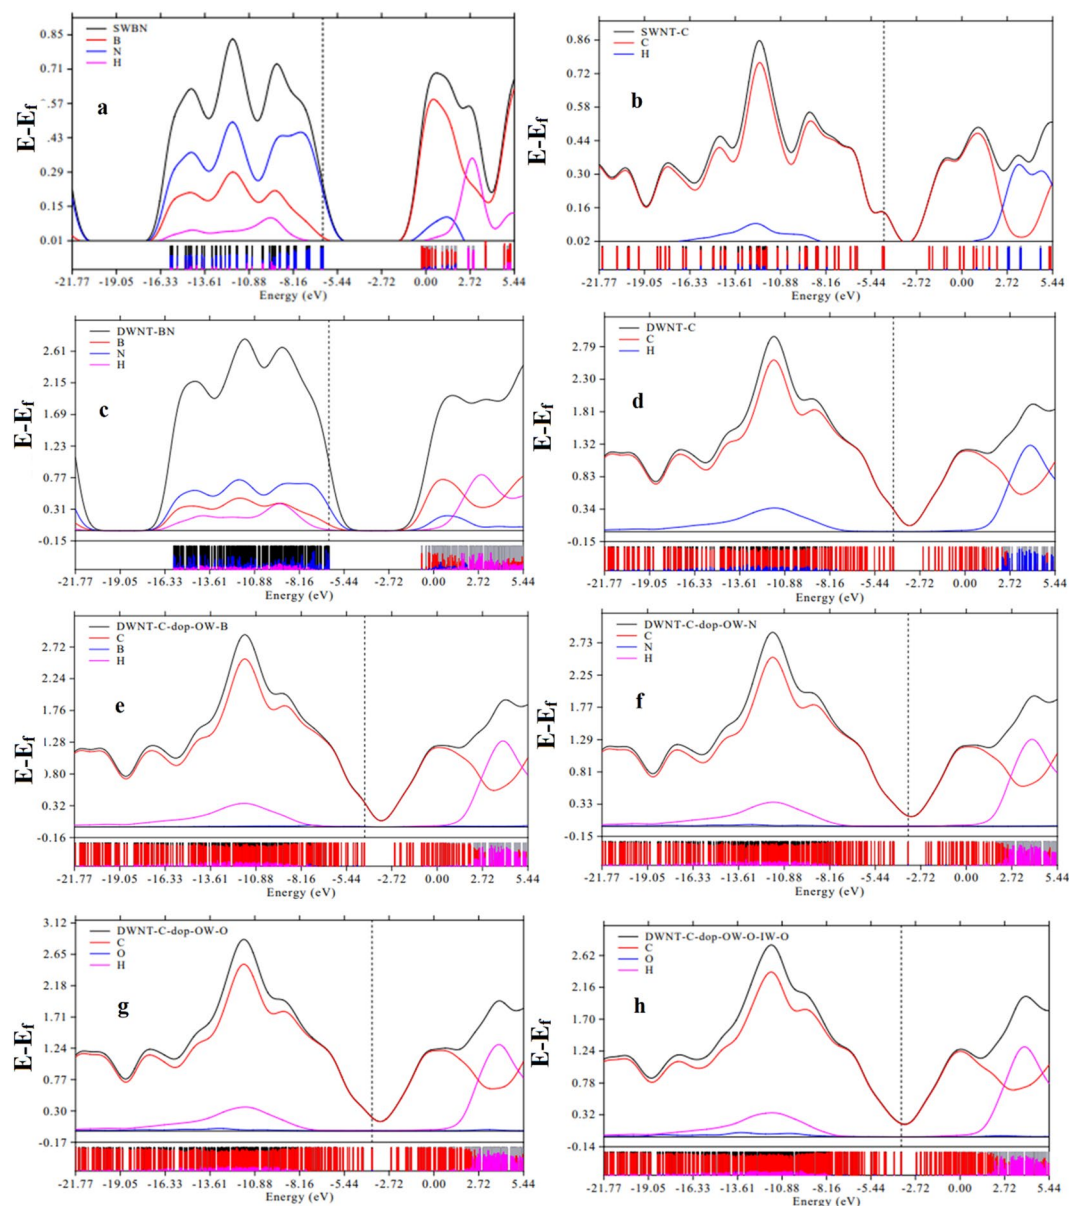 SWBN
B
N
H
a
E-Ef
0.85
0.71
.57
.43
0.29
0.15
0.01
-21.77 -19.05 -16.33 -13.61 -10.88 -8.16 -5.44 -2.72 0.00 2.72 5.44
Energy (eV)
SWNT-C
C
H
b
E-Ef
0.86
0.72
0.58
0.44
0.30
0.16
0.02
-21.77 -19.05 -16.33 -13.61 -10.88 -8.16 -5.44 -2.72 0.00 2.72 5.44
Energy (eV)
DWNT-BN
B
N
H
c
E-Ef
2.61
2.15
1.69
1.23
0.77
0.31
-0.15
-21.77 -19.05 -16.33 -13.61 -10.88 -8.16 -5.44 -2.72 0.00 2.72 5.44
Energy (eV)
DWNT-C
C
H
d
E-Ef
2.79
2.30
1.81
1.32
0.83
0.34
-0.15
-21.77 -19.05 -16.33 -13.61 -10.88 -8.16 -5.44 -2.72 0.00 2.72 5.44
Energy (eV)
DWNT-C-dop-OW-B
C
B
H
e
E-Ef
2.72
2.24
1.76
1.28
0.80
0.32
-0.16
-21.77 -19.05 -16.33 -13.61 -10.88 -8.16 -5.44 -2.72 0.00 2.72 5.44
Energy (eV)
DWNT-C-dop-OW-N
C
N
H
f
E-Ef
2.73
2.25
1.77
1.29
0.81
0.33
-0.15
-21.77 -19.05 -16.33 -13.61 -10.88 -8.16 -5.44 -2.72 0.00 2.72 5.44
Energy (eV)
DWNT-C-dop-OW-O
C
O
H
g
E-Ef
3.12
2.65
2.18
1.71
1.24
0.77
0.30
-0.17
-21.77 -19.05 -16.33 -13.61 -10.88 -8.16 -5.44 -2.72 0.00 2.72 5.44
Energy (eV)
DWNT-C-dop-OW-O-IW-O
C
O
H
h
E-Ef
2.62
2.16
1.70
1.24
0.78
0.32
-0.14
-21.77 -19.05 -16.33 -13.61 -10.88 -8.16 -5.44 -2.72 0.00 2.72 5.44
Energy (eV)